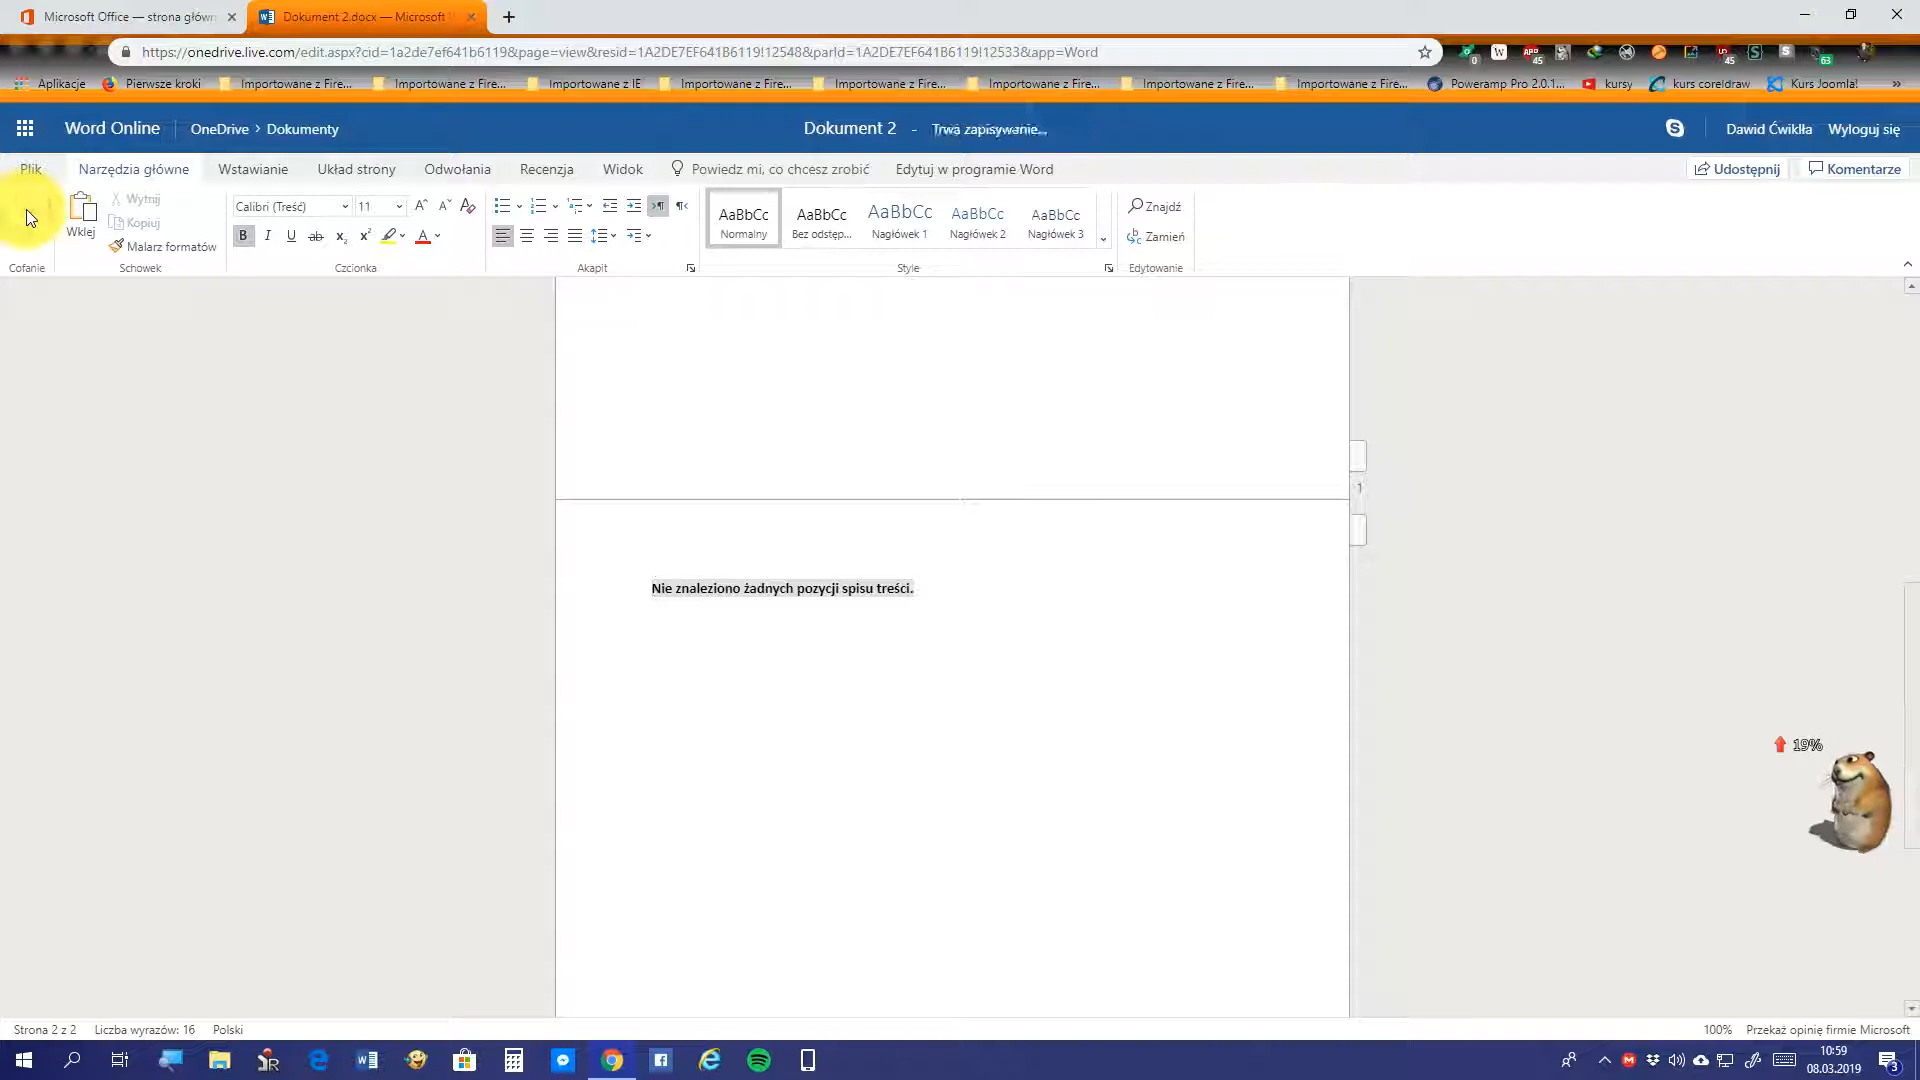 Microsoft Office — strona główn
Dokument 2.docx — Microsoft
https://onedrive.live.com/edit.aspx?cid=1a2de7ef641b6119&page=view&resid=1A2DE7EF641B6119!12548&parId=1A2DE7EF641B6119!12533&app=Word
0
45
45
63
Aplikacje
Pierwsze kroki
Importowane z Fire...
Importowane z Fire...
Importowane z IE
Importowane z Fire...
Importowane z Fire...
Importowane z Fire...
Importowane z Fire...
Importowane z Fire...
Poweramp Pro 2.0.1...
kursy
kurs coreldraw
Kurs Joomla!
»
Word Online
OneDrive > Dokumenty
Dokument 2 - Trwa zapisywanie...
Dawid Ćwiklła
Wyloguj się
Plik
Narzędzia główne
Wstawianie
Układ strony
Odwołania
Recenzja
Widok
Powiedz mi, co chcesz zrobić
Edytuj w programie Word
Udostępnij
Komentarze
Wklej
Wytnij
Kopiuj
Malarz formatów
Calibri (Treść)
11
AaBbCc
Normalny
AaBbCc
Bez odstęp...
AaBbCc
Nagłówek 1
AaBbCc
Nagłówek 2
AaBbCc
Nagłówek 3
Znajdź
Zamień
Cofanie
Schowek
Czcionka
Akapit
Style
Edytowanie
1
Nie znaleziono żadnych pozycji spisu treści.
19%
Strona 2 z 2
Liczba wyrazów: 16
Polski
100%
Przekaż opinię firmie Microsoft
10:59
08.03.2019
3